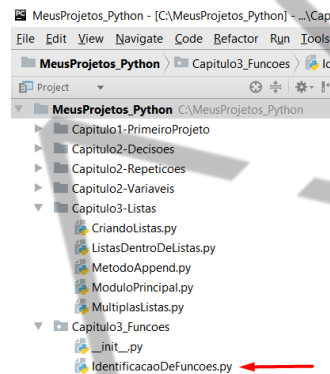 PC MeusProjetos_Python - [C:\MeusProjetos_Python] - ...\Cap
File Edit View Navigate Code Refactor Run Tools
MeusProjetos_Python Capitulo3_Funcoes
Project
MeusProjetos_Python C:\MeusProjetos_Python
Capitulo1-PrimeiroProjeto
Capitulo2-Decisoes
Capitulo2-Repeticoes
Capitulo2-Variaveis
Capitulo3-Listas
CriandoListas.py
ListasDentroDeListas.py
MetodoAppend.py
ModuloPrincipal.py
MultiplasListas.py
Capitulo3_Funcoes
__init__.py
IdentificacaoDeFuncoes.py